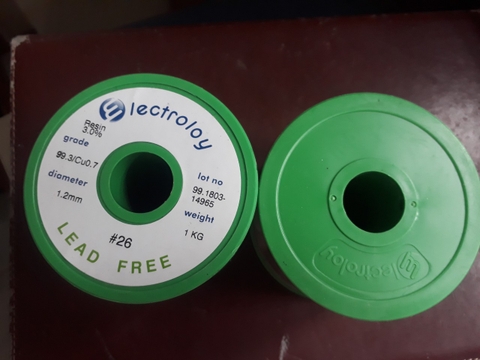 electroloy
Resin
3.0%
grade
99.3/Cu0.7
diameter
1.2mm
lot no
99.1803-
14965
weight
1 KG
#26
LEAD FREE
electroloy